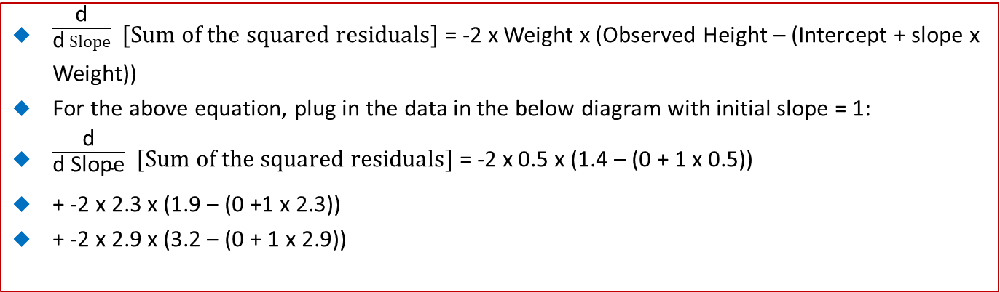 ◆ d/d Slope [Sum of the squared residuals] = -2 x Weight x (Observed Height – (Intercept + slope x
Weight))
◆ For the above equation, plug in the data in the below diagram with initial slope = 1:
◆ d/d Slope [Sum of the squared residuals] = -2 x 0.5 x (1.4 – (0 + 1 x 0.5))
◆ + -2 x 2.3 x (1.9 – (0 +1 x 2.3))
◆ + -2 x 2.9 x (3.2 – (0 + 1 x 2.9))